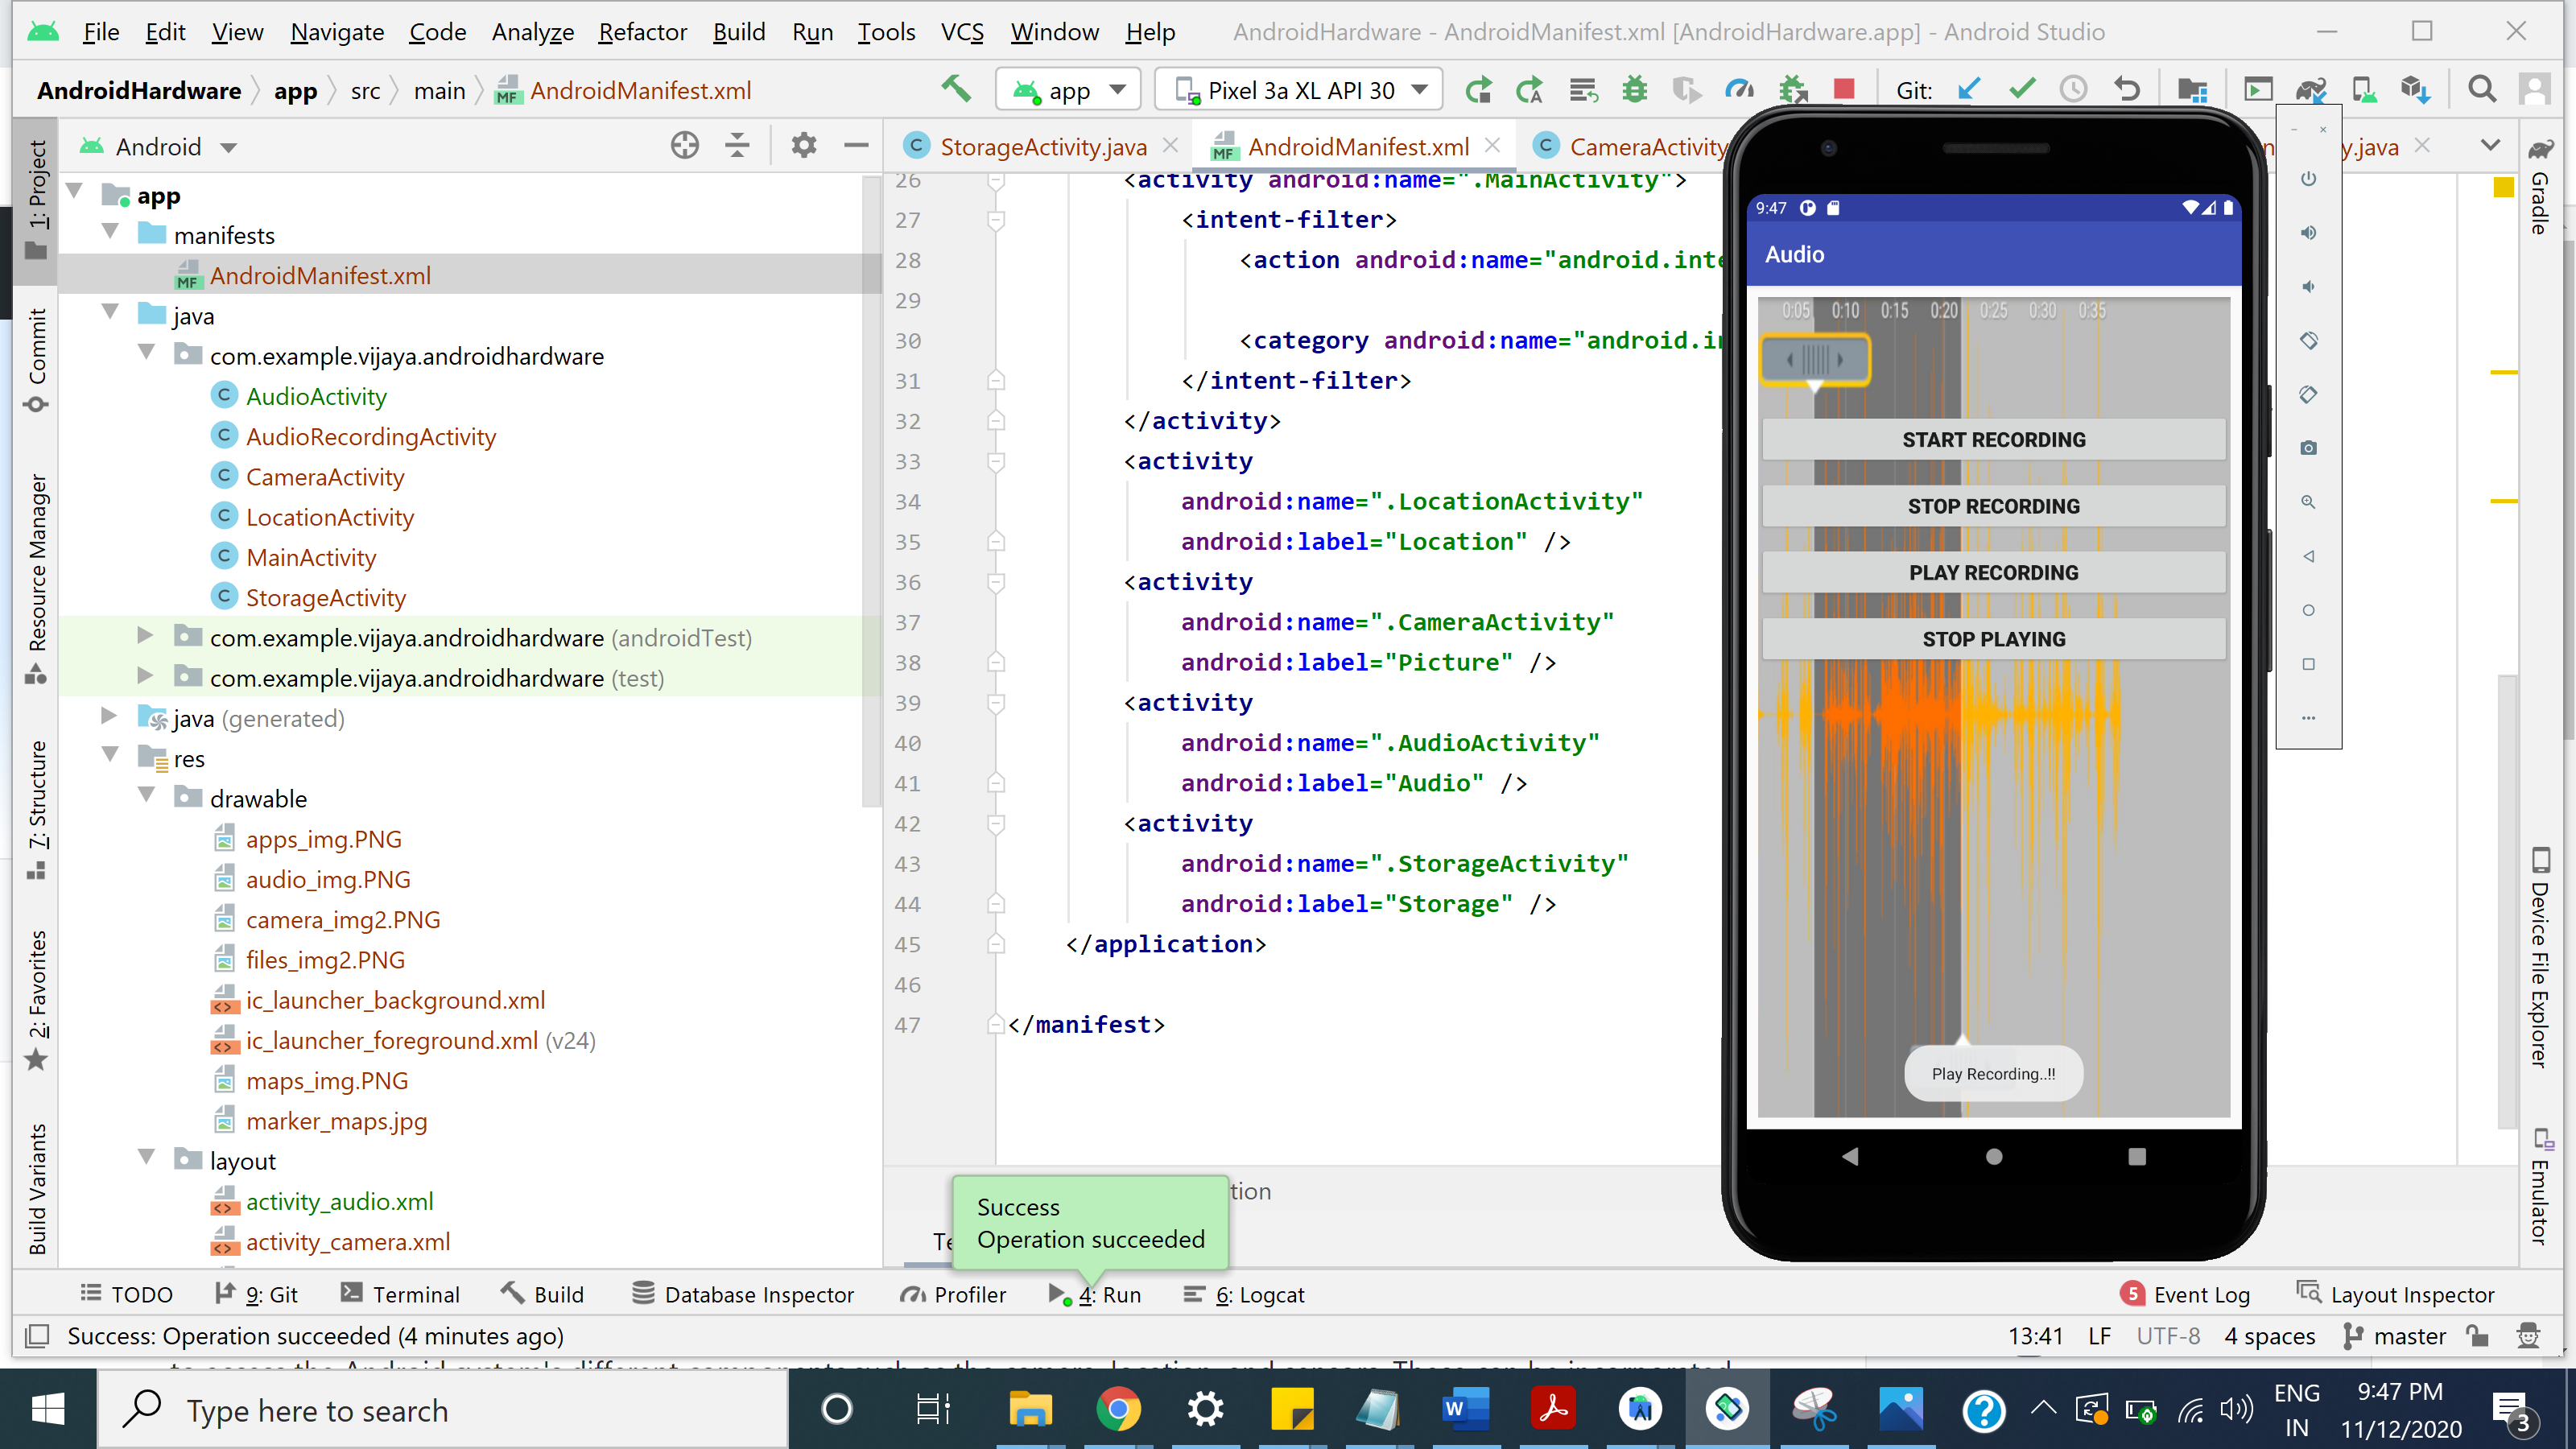 File Edit View Navigate Code Analyze Refactor Build Run Tools VCS Window Help AndroidHardware - AndroidManifest.xml [AndroidHardware.app] - Android Studio
AndroidHardware app src main AndroidManifest.xml app Pixel 3a XL API 30 Git:
Android
StorageActivity.java AndroidManifest.xml CameraActivity y.java
1: Project
Commit
Resource Manager
7: Structure
2: Favorites
Build Variants
app
manifests
AndroidManifest.xml
java
com.example.vijaya.androidhardware
AudioActivity
AudioRecordingActivity
CameraActivity
LocationActivity
MainActivity
StorageActivity
com.example.vijaya.androidhardware (androidTest)
com.example.vijaya.androidhardware (test)
java (generated)
res
drawable
apps_img.PNG
audio_img.PNG
camera_img2.PNG
files_img2.PNG
ic_launcher_background.xml
ic_launcher_foreground.xml (v24)
maps_img.PNG
marker_maps.jpg
layout
activity_audio.xml
activity_camera.xml
26 <activity android:name=".MainActivity">
27 <intent-filter>
28 <action android:name="android.inte
29
30 <category android:name="android.in
31 </intent-filter>
32 </activity>
33 <activity
34 android:name=".LocationActivity"
35 android:label="Location" />
36 <activity
37 android:name=".CameraActivity"
38 android:label="Picture" />
39 <activity
40 android:name=".AudioActivity"
41 android:label="Audio" />
42 <activity
43 android:name=".StorageActivity"
44 android:label="Storage" />
45 </application>
46
47 </manifest>
tion
Te
Success
Operation succeeded
9:47
Audio
0:05 0:10 0:15 0:20 0:25 0:30 0:35
START RECORDING
STOP RECORDING
PLAY RECORDING
STOP PLAYING
Play Recording..!!
Gradle
Device File Explorer
Emulator
TODO 9: Git Terminal Build Database Inspector Profiler 4: Run 6: Logcat 5 Event Log Layout Inspector
Success: Operation succeeded (4 minutes ago) 13:41 LF UTF-8 4 spaces master
Type here to search
ENG
IN
9:47 PM
11/12/2020
3